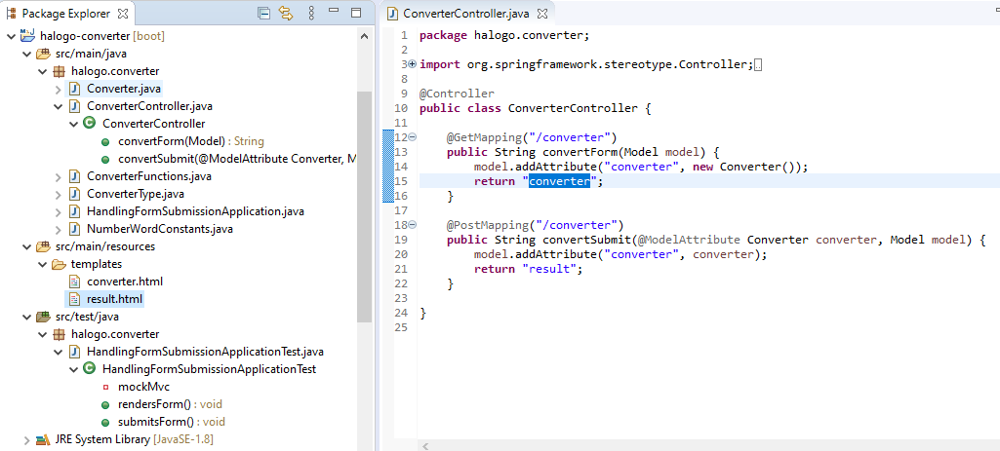 Package Explorer
halogo-converter [boot]
src/main/java
halogo.converter
Converter.java
ConverterController.java
ConverterController
convertForm(Model) : String
convertSubmit(@ModelAttribute Converter, M
ConverterFunctions.java
ConverterType.java
HandlingFormSubmissionApplication.java
NumberWordConstants.java
src/main/resources
templates
converter.html
result.html
src/test/java
halogo.converter
HandlingFormSubmissionApplicationTest.java
HandlingFormSubmissionApplicationTest
mockMvc
rendersForm() : void
submitsForm() : void
JRE System Library [JavaSE-1.8]
ConverterController.java
1 package halogo.converter;
2
3 import org.springframework.stereotype.Controller;
8
9 @Controller
10 public class ConverterController {
11
12 @GetMapping("/converter")
13 public String convertForm(Model model) {
14 model.addAttribute("converter", new Converter());
15 return "converter";
16 }
17
18 @PostMapping("/converter")
19 public String convertSubmit(@ModelAttribute Converter converter, Model model) {
20 model.addAttribute("converter", converter);
21 return "result";
22 }
23
24 }
25